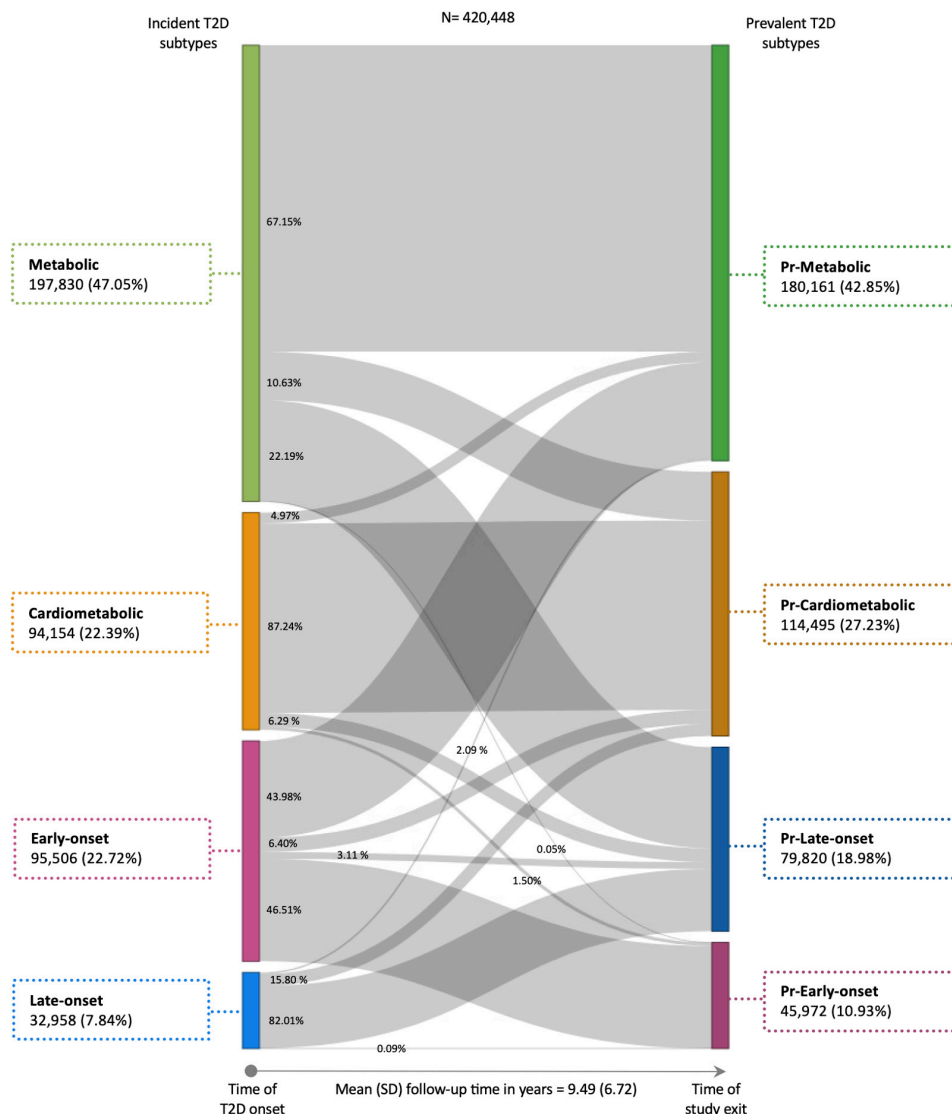 Incident T2D
subtypes
N= 420,448
Prevalent T2D
subtypes
67.15%
Metabolic
197,830 (47.05%)
Pr-Metabolic
180,161 (42.85%)
10.63%
22.19%
4.97%
Cardiometabolic
94,154 (22.39%)
87.24%
Pr-Cardiometabolic
114,495 (27.23%)
6.29 %
2.09 %
43.98%
Early-onset
95,506 (22.72%)
6.40%
3.11 %
0.05%
1.50%
Pr-Late-onset
79,820 (18.98%)
46.51%
Late-onset
32,958 (7.84%)
15.80 %
82.01%
Pr-Early-onset
45,972 (10.93%)
0.09%
Time of
T2D onset
Mean (SD) follow-up time in years = 9.49 (6.72)
Time of
study exit